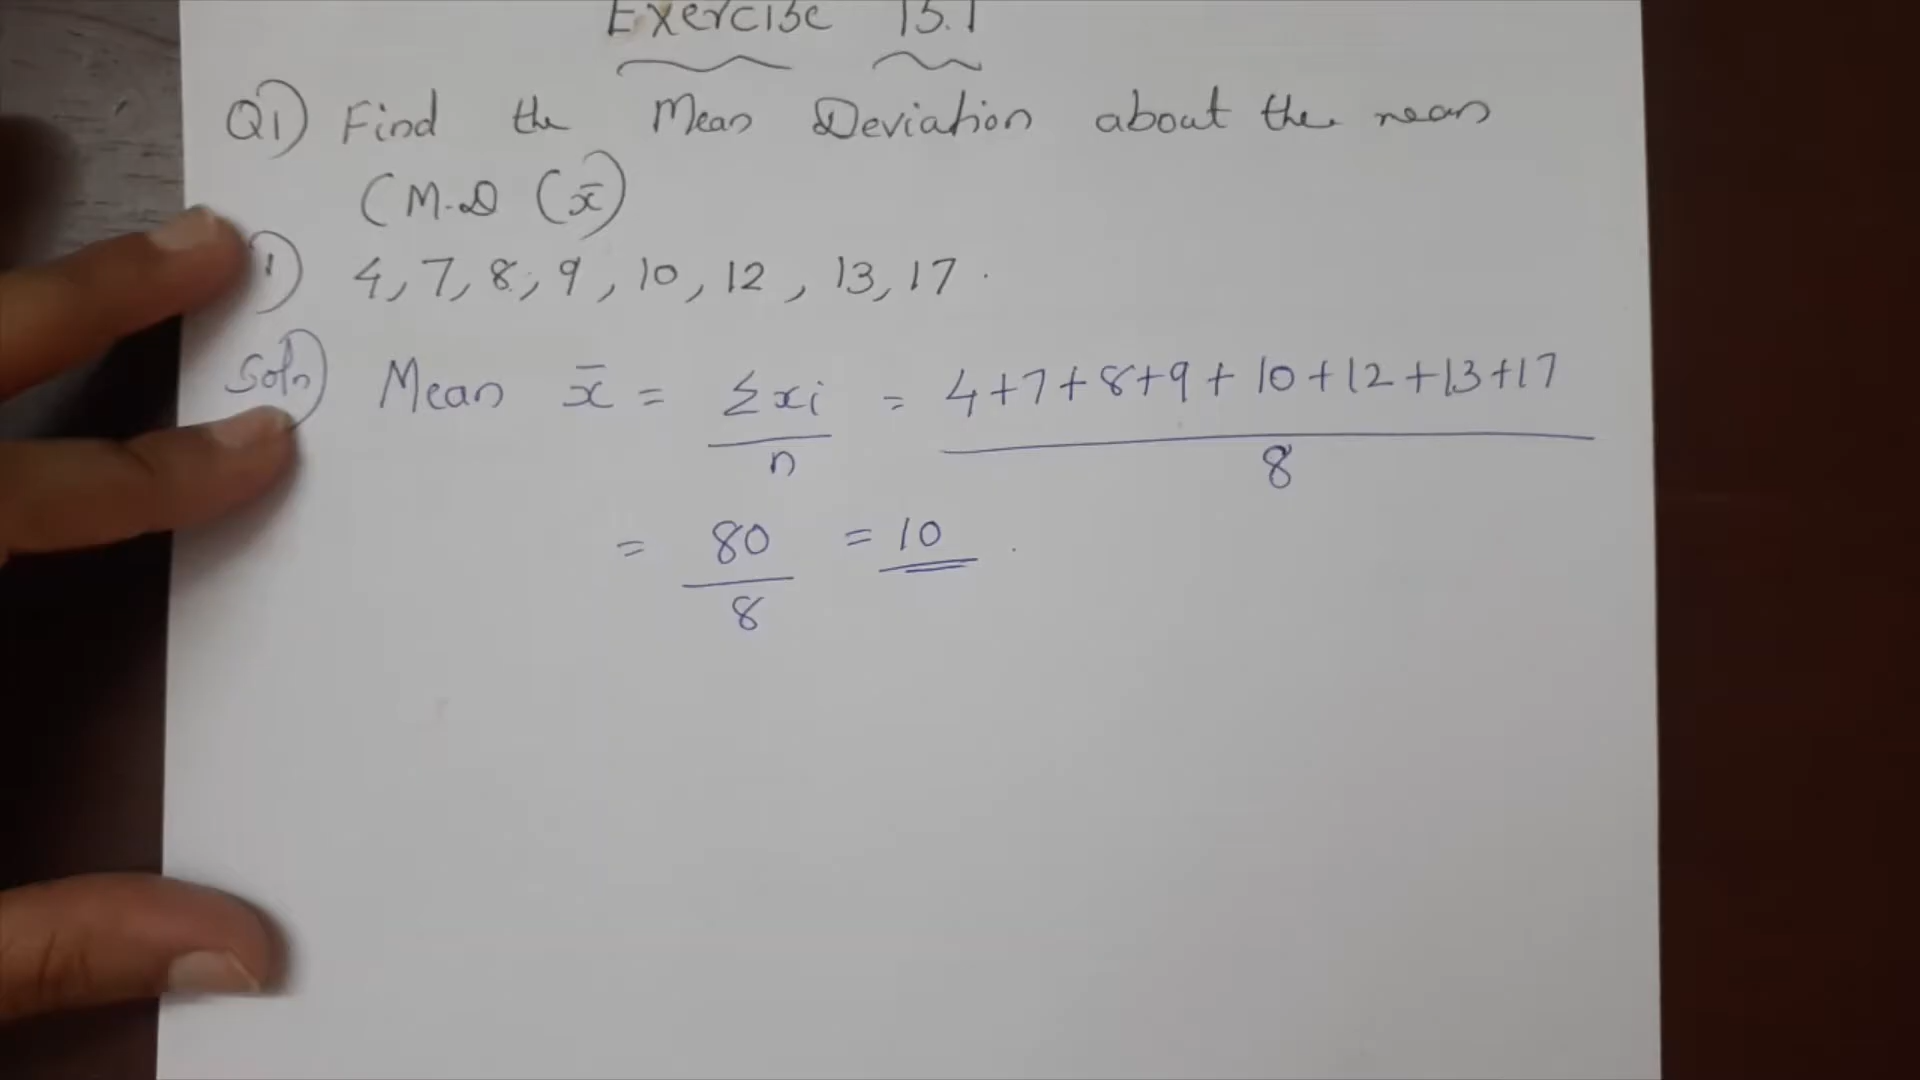 Exercise 15.1
Q1) Find the Mean Deviation about the mean
(M.D (x̄)
1) 4, 7, 8, 9, 10, 12, 13, 17.
Soln) Mean x̄ = Σxi / n = 4+7+8+9+10+12+13+17 / 8
= 80 / 8 = 10